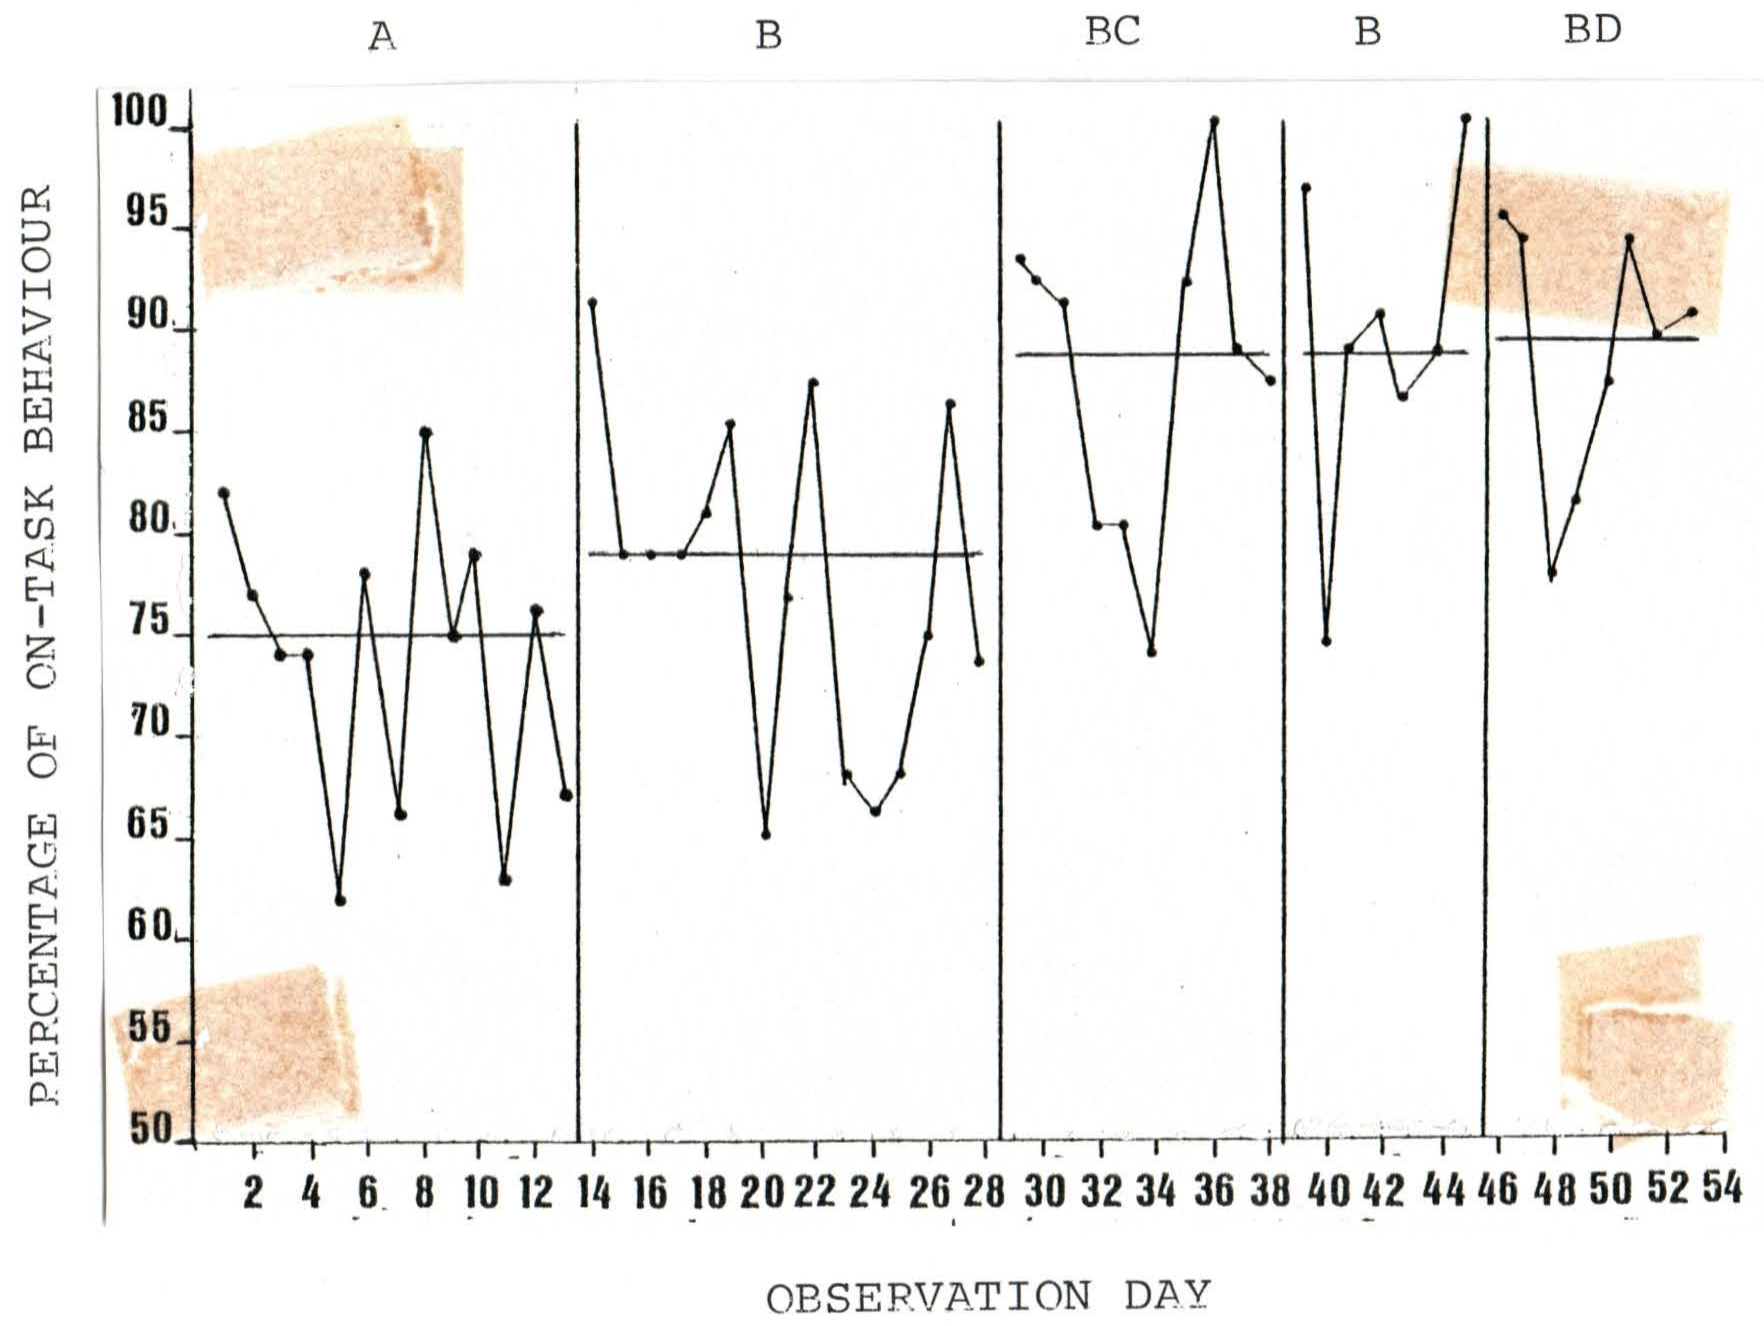 A B BC B BD
PERCENTAGE OF ON-TASK BEHAVIOUR
100
95
90
85
80
75
70
65
60
55
50
2 4 6 8 10 12 14 16 18 20 22 24 26 28 30 32 34 36 38 40 42 44 46 48 50 52 54
OBSERVATION DAY